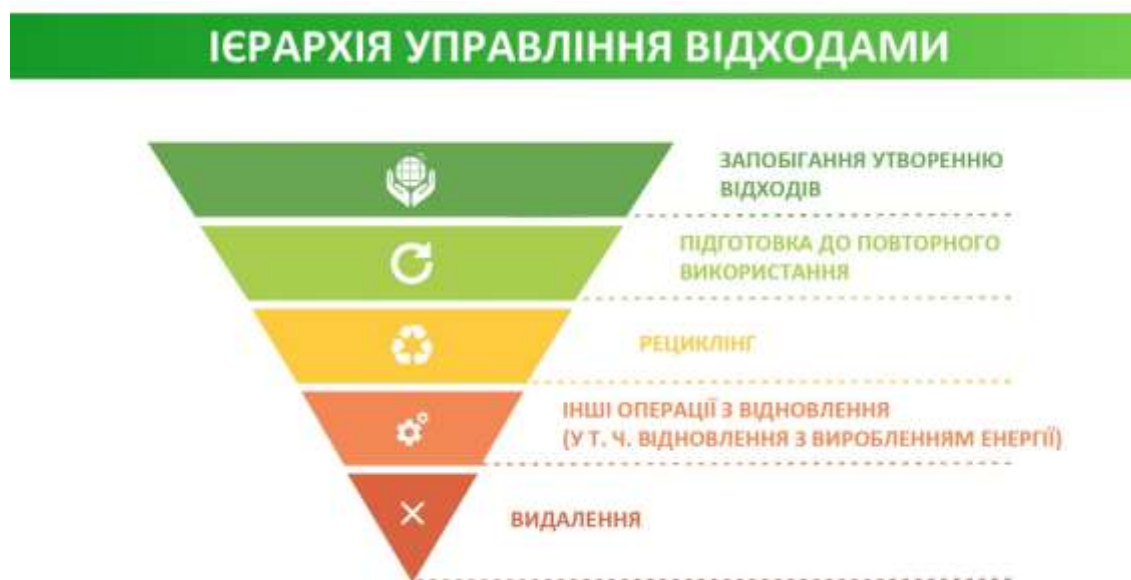 ІЄРАРХІЯ УПРАВЛІННЯ ВІДХОДАМИ
ЗАПОБІГАННЯ УТВОРЕННЮ
ВІДХОДІВ
ПІДГОТОВКА ДО ПОВТОРНОГО
ВИКОРИСТАННЯ
РЕЦИКЛІНГ
ІНШІ ОПЕРАЦІЇ З ВІДНОВЛЕННЯ
(У Т. Ч. ВІДНОВЛЕННЯ З ВИРОБЛЕННЯМ ЕНЕРГІЇ)
ВИДАЛЕННЯ